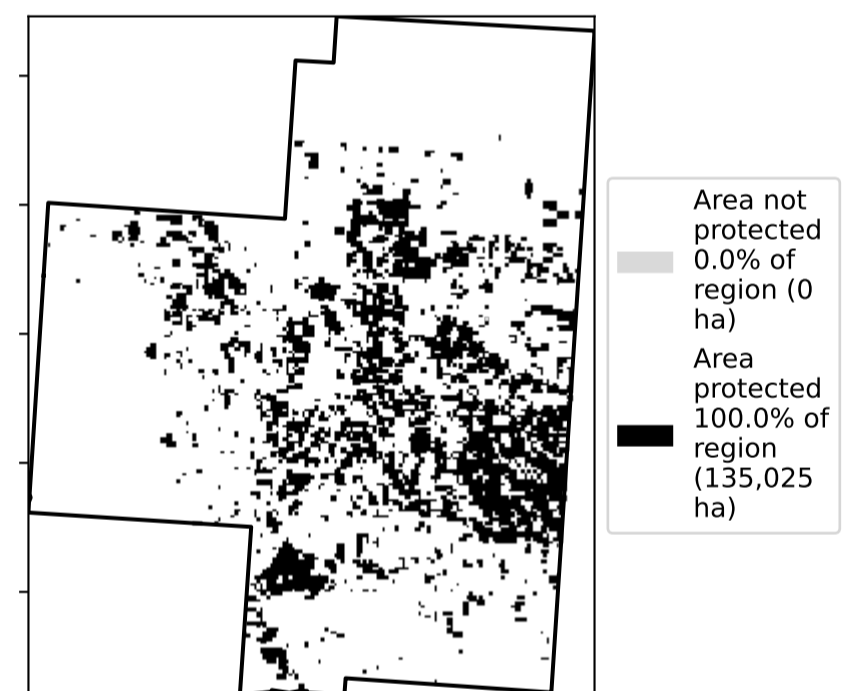 Area not
protected
0.0% of
region (0
ha)
Area
protected
100.0% of
region
(135,025
ha)